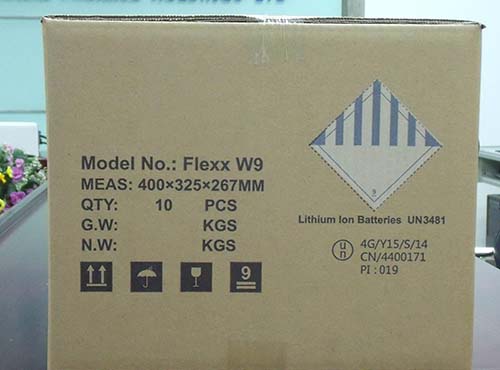 Model No.: Flexx W9
MEAS: 400×325×267MM
QTY: 10 PCS
G.W: KGS
N.W: KGS
9
9
Lithium Ion Batteries UN3481
un
4G/Y15/S/14
CN/4400171
PI : 019